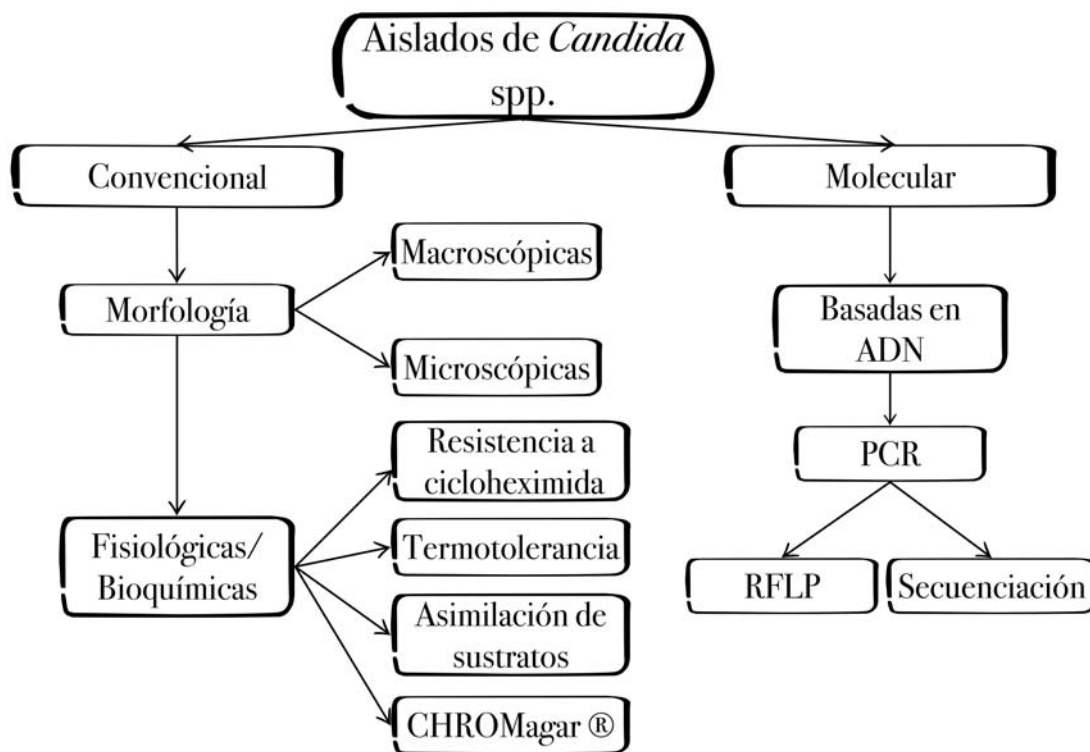 Aislados de Candida
spp.
Convencional
Molecular
Macroscópicas
Morfología
Basadas en
ADN
Microscópicas
Resistencia a
cicloheximida
PCR
Fisiológicas/
Bioquímicas
Termotolerancia
RFLP
Secuenciación
Asimilación de
sustratos
CHROMagar ®